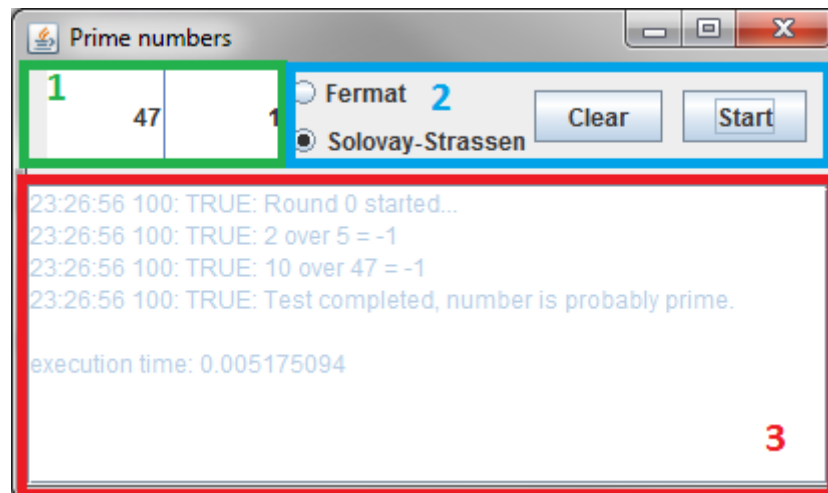 Prime numbers
1
47
1
Fermat
2
Solovay-Strassen
Clear
Start
23:26:56 100: TRUE: Round 0 started...
23:26:56 100: TRUE: 2 over 5 = -1
23:26:56 100: TRUE: 10 over 47 = -1
23:26:56 100: TRUE: Test completed, number is probably prime.
execution time: 0.005175094
3